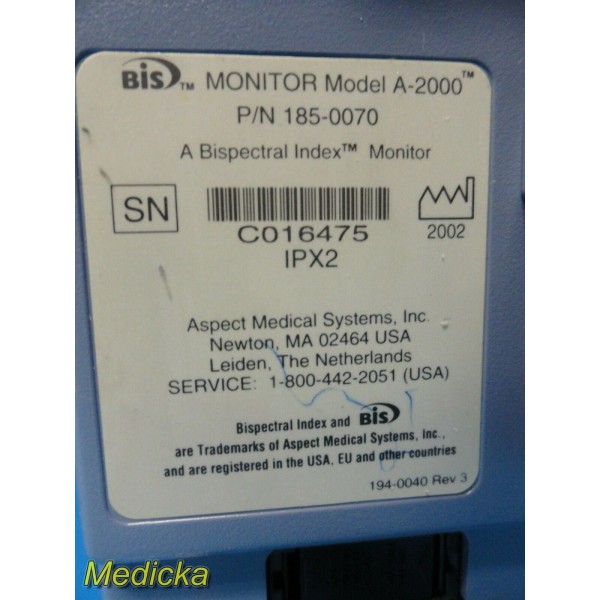 BIS™ MONITOR Model A-2000™
P/N 185-0070
A Bispectral Index™ Monitor
SN
C016475
2002
IPX2
Aspect Medical Systems, Inc.
Newton, MA 02464 USA
Leiden, The Netherlands
SERVICE: 1-800-442-2051 (USA)
Bispectral Index and BIS
are Trademarks of Aspect Medical Systems, Inc.,
and are registered in the USA, EU and other countries
194-0040 Rev 3
Medicka